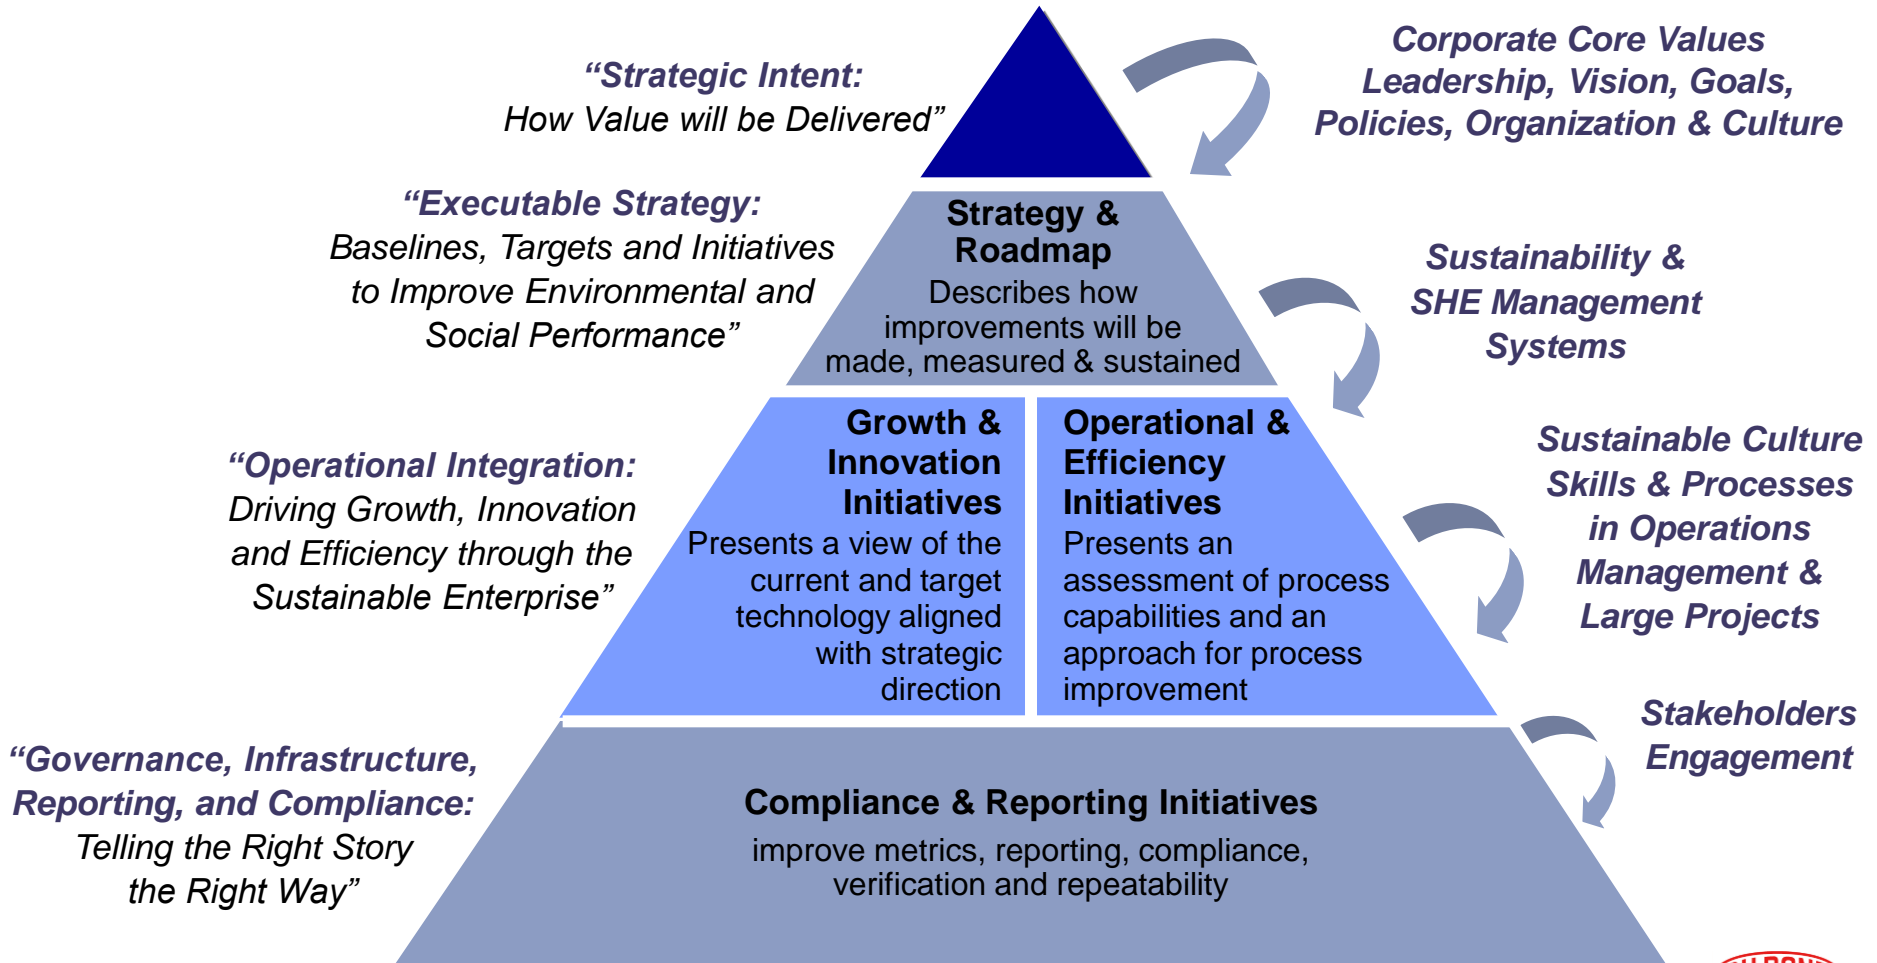 “Strategic Intent:
How Value will be Delivered”
Corporate Core Values
Leadership, Vision, Goals,
Policies, Organization & Culture
“Executable Strategy:
Baselines, Targets and Initiatives
to Improve Environmental and
Social Performance”
Strategy &
Roadmap
Describes how
improvements will be
made, measured & sustained
Sustainability &
SHE Management
Systems
“Operational Integration:
Driving Growth, Innovation
and Efficiency through the
Sustainable Enterprise”
Growth &
Innovation
Initiatives
Presents a view of the
current and target
technology aligned
with strategic
direction
Operational &
Efficiency
Initiatives
Presents an
assessment of process
capabilities and an
approach for process
improvement
Sustainable Culture
Skills & Processes
in Operations
Management &
Large Projects
“Governance, Infrastructure,
Reporting, and Compliance:
Telling the Right Story
the Right Way”
Compliance & Reporting Initiatives
improve metrics, reporting, compliance,
verification and repeatability
Stakeholders
Engagement